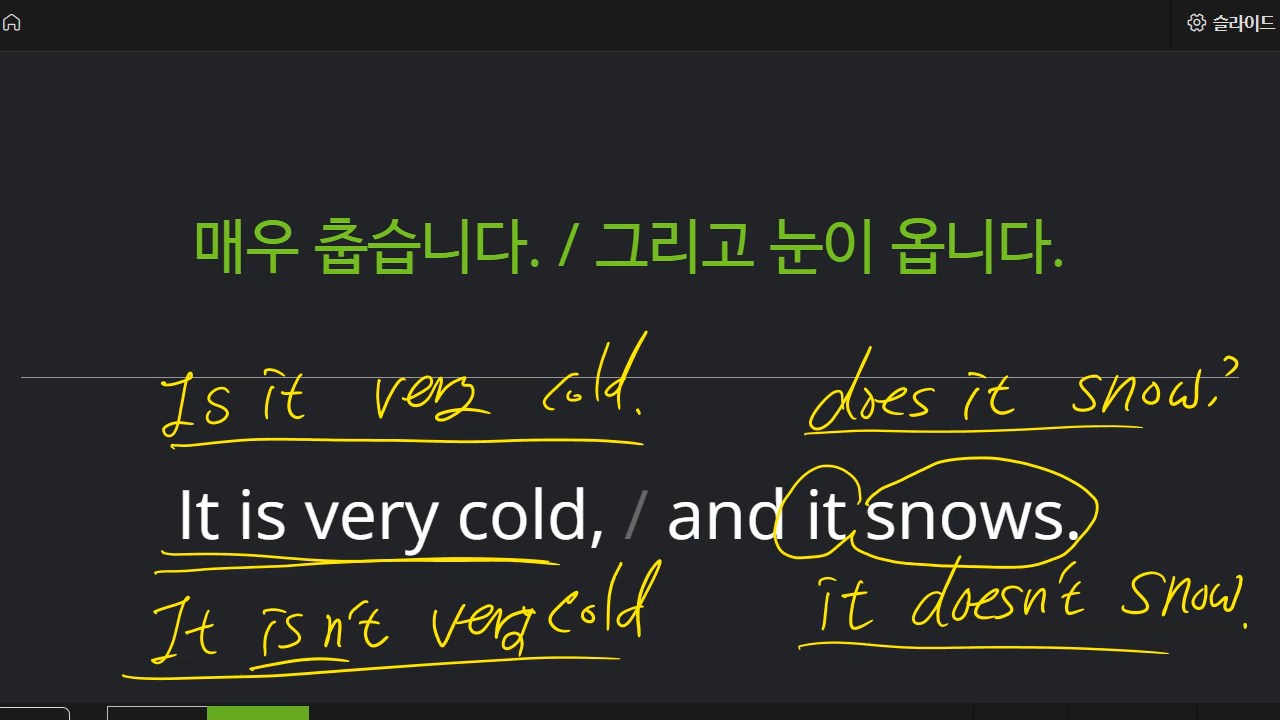 슬라이드
매우 춥습니다. / 그리고 눈이 옵니다.
Is it very cold. does it snow?
It is very cold, / and it snows.
It isn't very cold it doesn't snow.